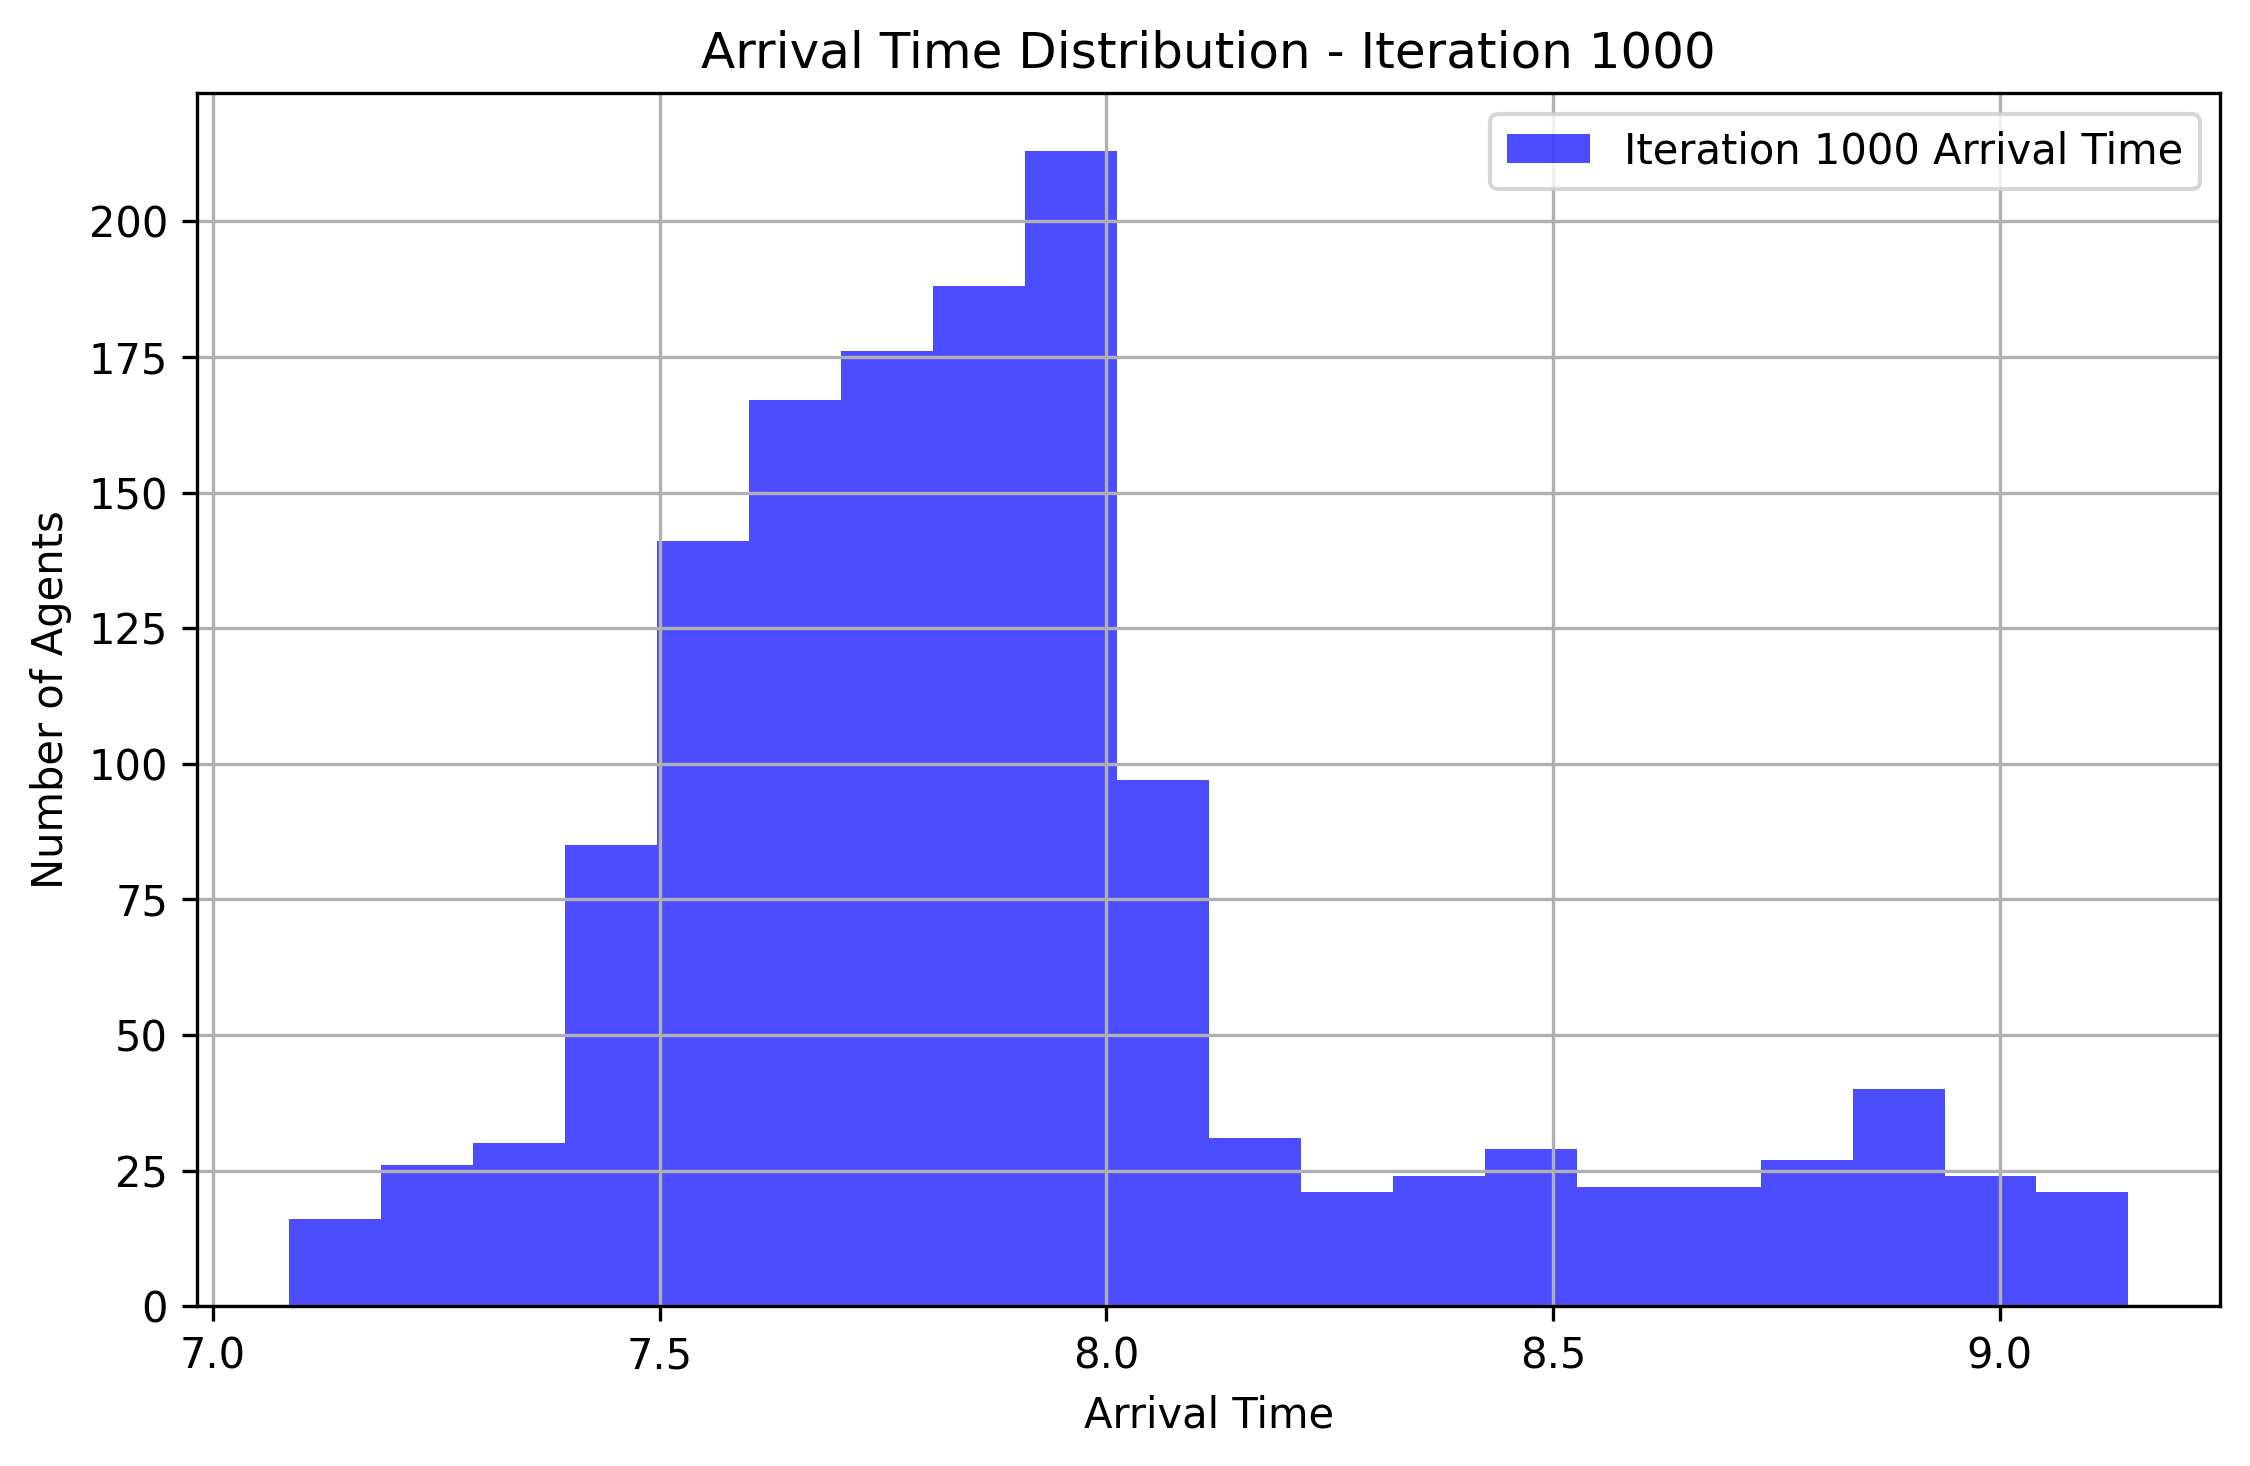 Arrival Time Distribution - Iteration 1000
Iteration 1000 Arrival Time
Number of Agents
200
175
150
125
100
75
50
25
0
7.0 7.5 8.0 8.5 9.0
Arrival Time